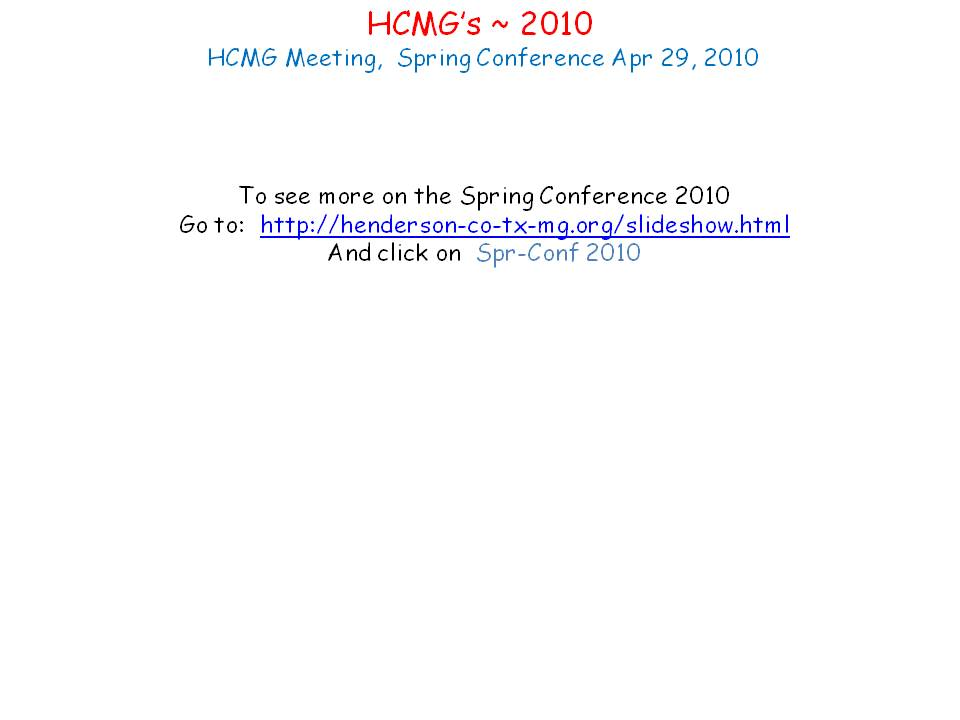 HCMG's ~ 2010
HCMG Meeting, Spring Conference Apr 29, 2010
To see more on the Spring Conference 2010
Go to: http://henderson-co-tx-mg.org/slideshow.html
And click on Spr-Conf 2010